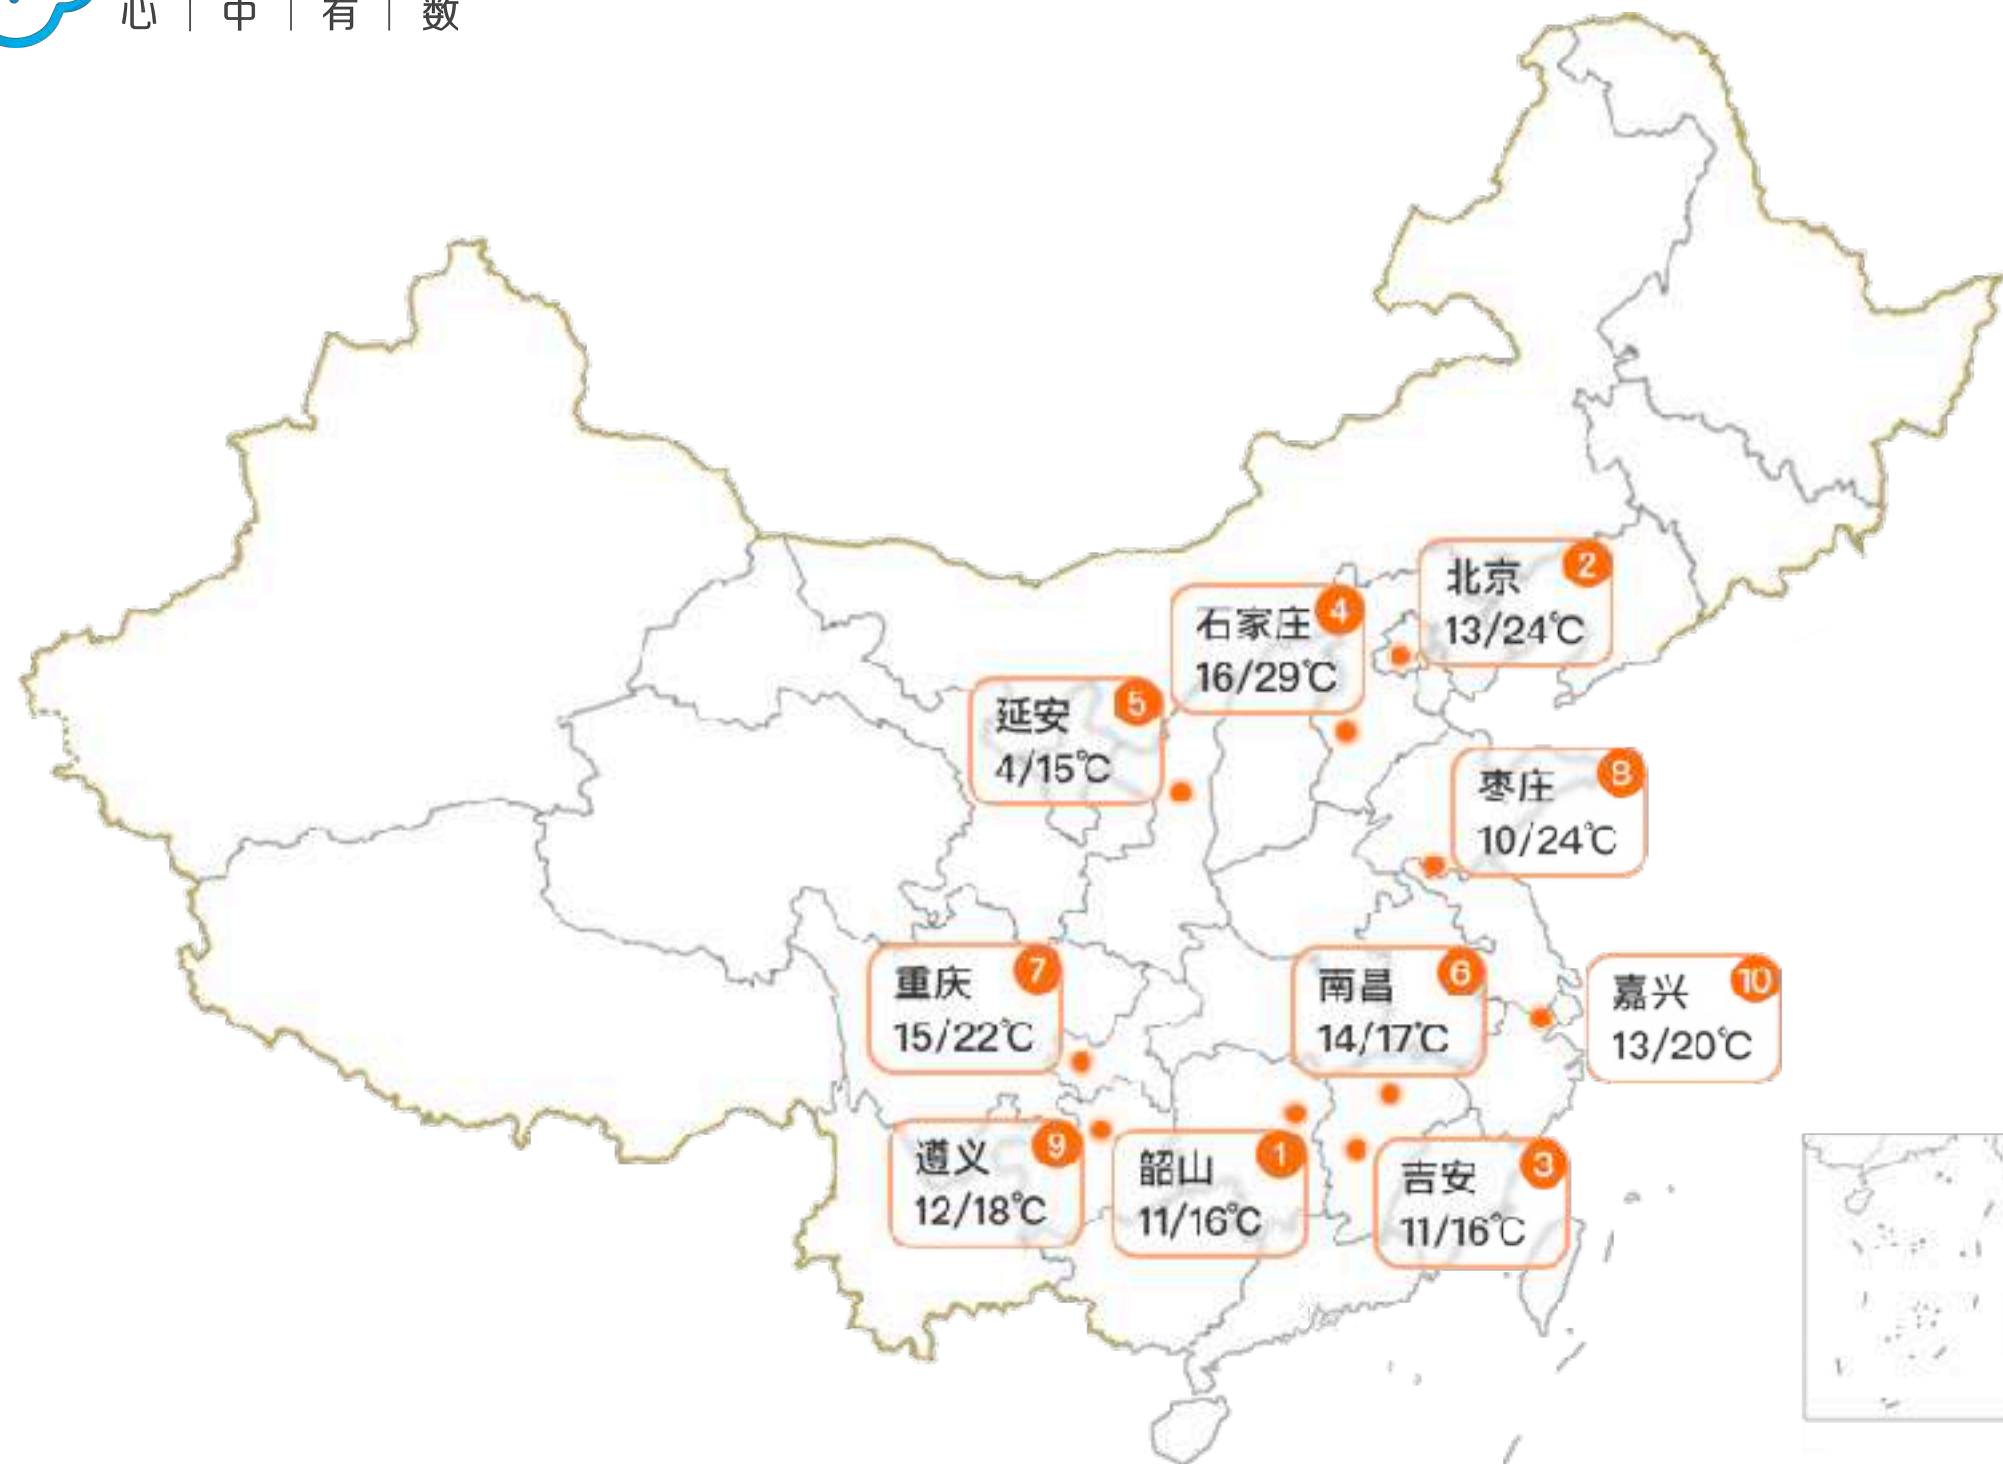 心｜中｜有｜数
北京
2
13/24℃
石家庄
4
16/29℃
延安
5
4/15℃
枣庄
8
10/24℃
重庆
7
15/22℃
南昌
6
14/17℃
嘉兴
10
13/20℃
遵义
9
12/18℃
韶山
1
11/16℃
吉安
3
11/16℃